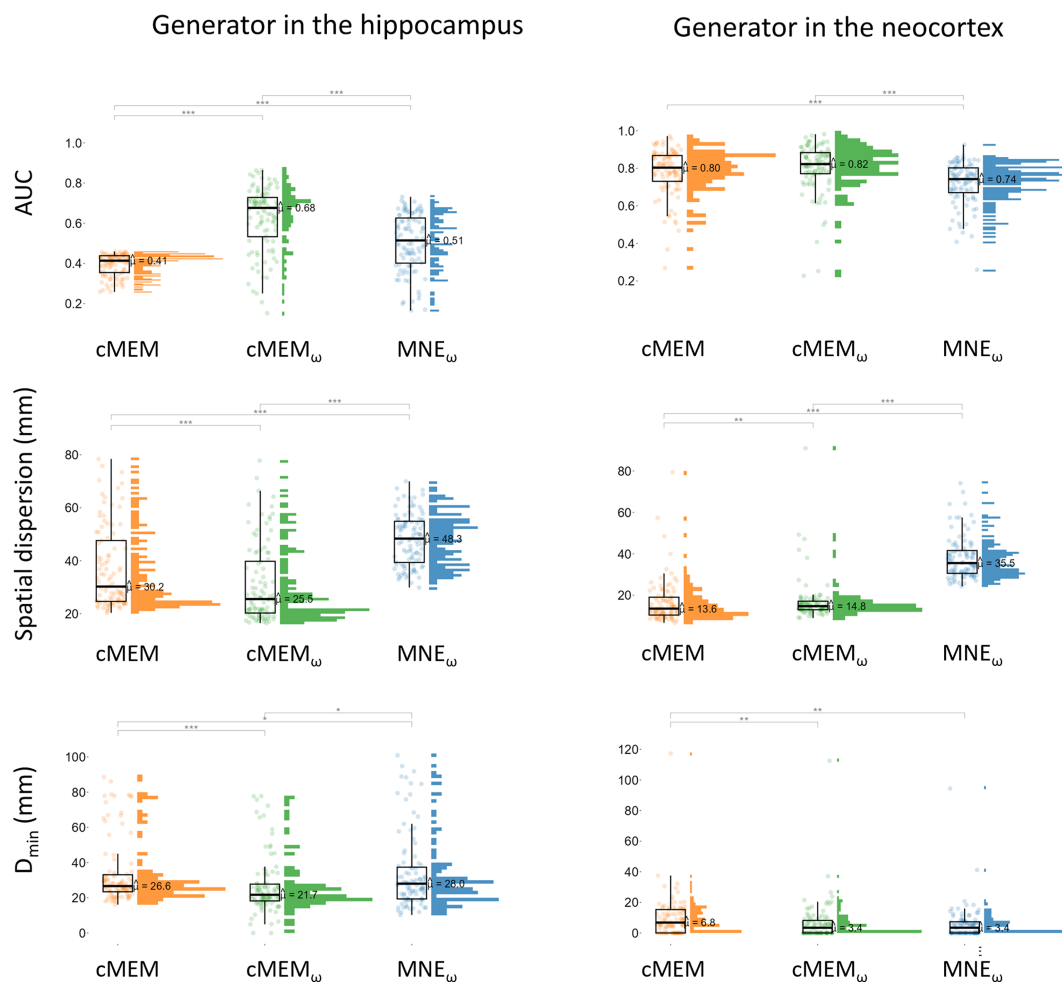 Generator in the hippocampus
Generator in the neocortex
AUC
***
***
***
1.0
0.8
0.6
0.4
0.2
μ̂ = 0.41
μ̂ = 0.68
μ̂ = 0.51
cMEM
cMEMω
MNEω
***
***
1.0
0.8
0.6
0.4
0.2
μ̂ = 0.80
μ̂ = 0.82
μ̂ = 0.74
cMEM
cMEMω
MNEω
Spatial dispersion (mm)
***
***
***
80
60
40
20
μ̂ = 30.2
μ̂ = 25.5
μ̂ = 48.3
cMEM
cMEMω
MNEω
***
***
**
80
60
40
20
μ̂ = 13.6
μ̂ = 14.8
μ̂ = 35.5
cMEM
cMEMω
MNEω
Dmin (mm)
*
*
***
100
80
60
40
20
0
μ̂ = 26.6
μ̂ = 21.7
μ̂ = 28.0
cMEM
cMEMω
MNEω
**
**
120
100
80
60
40
20
0
μ̂ = 6.8
μ̂ = 3.4
μ̂ = 3.4
cMEM
cMEMω
MNEω